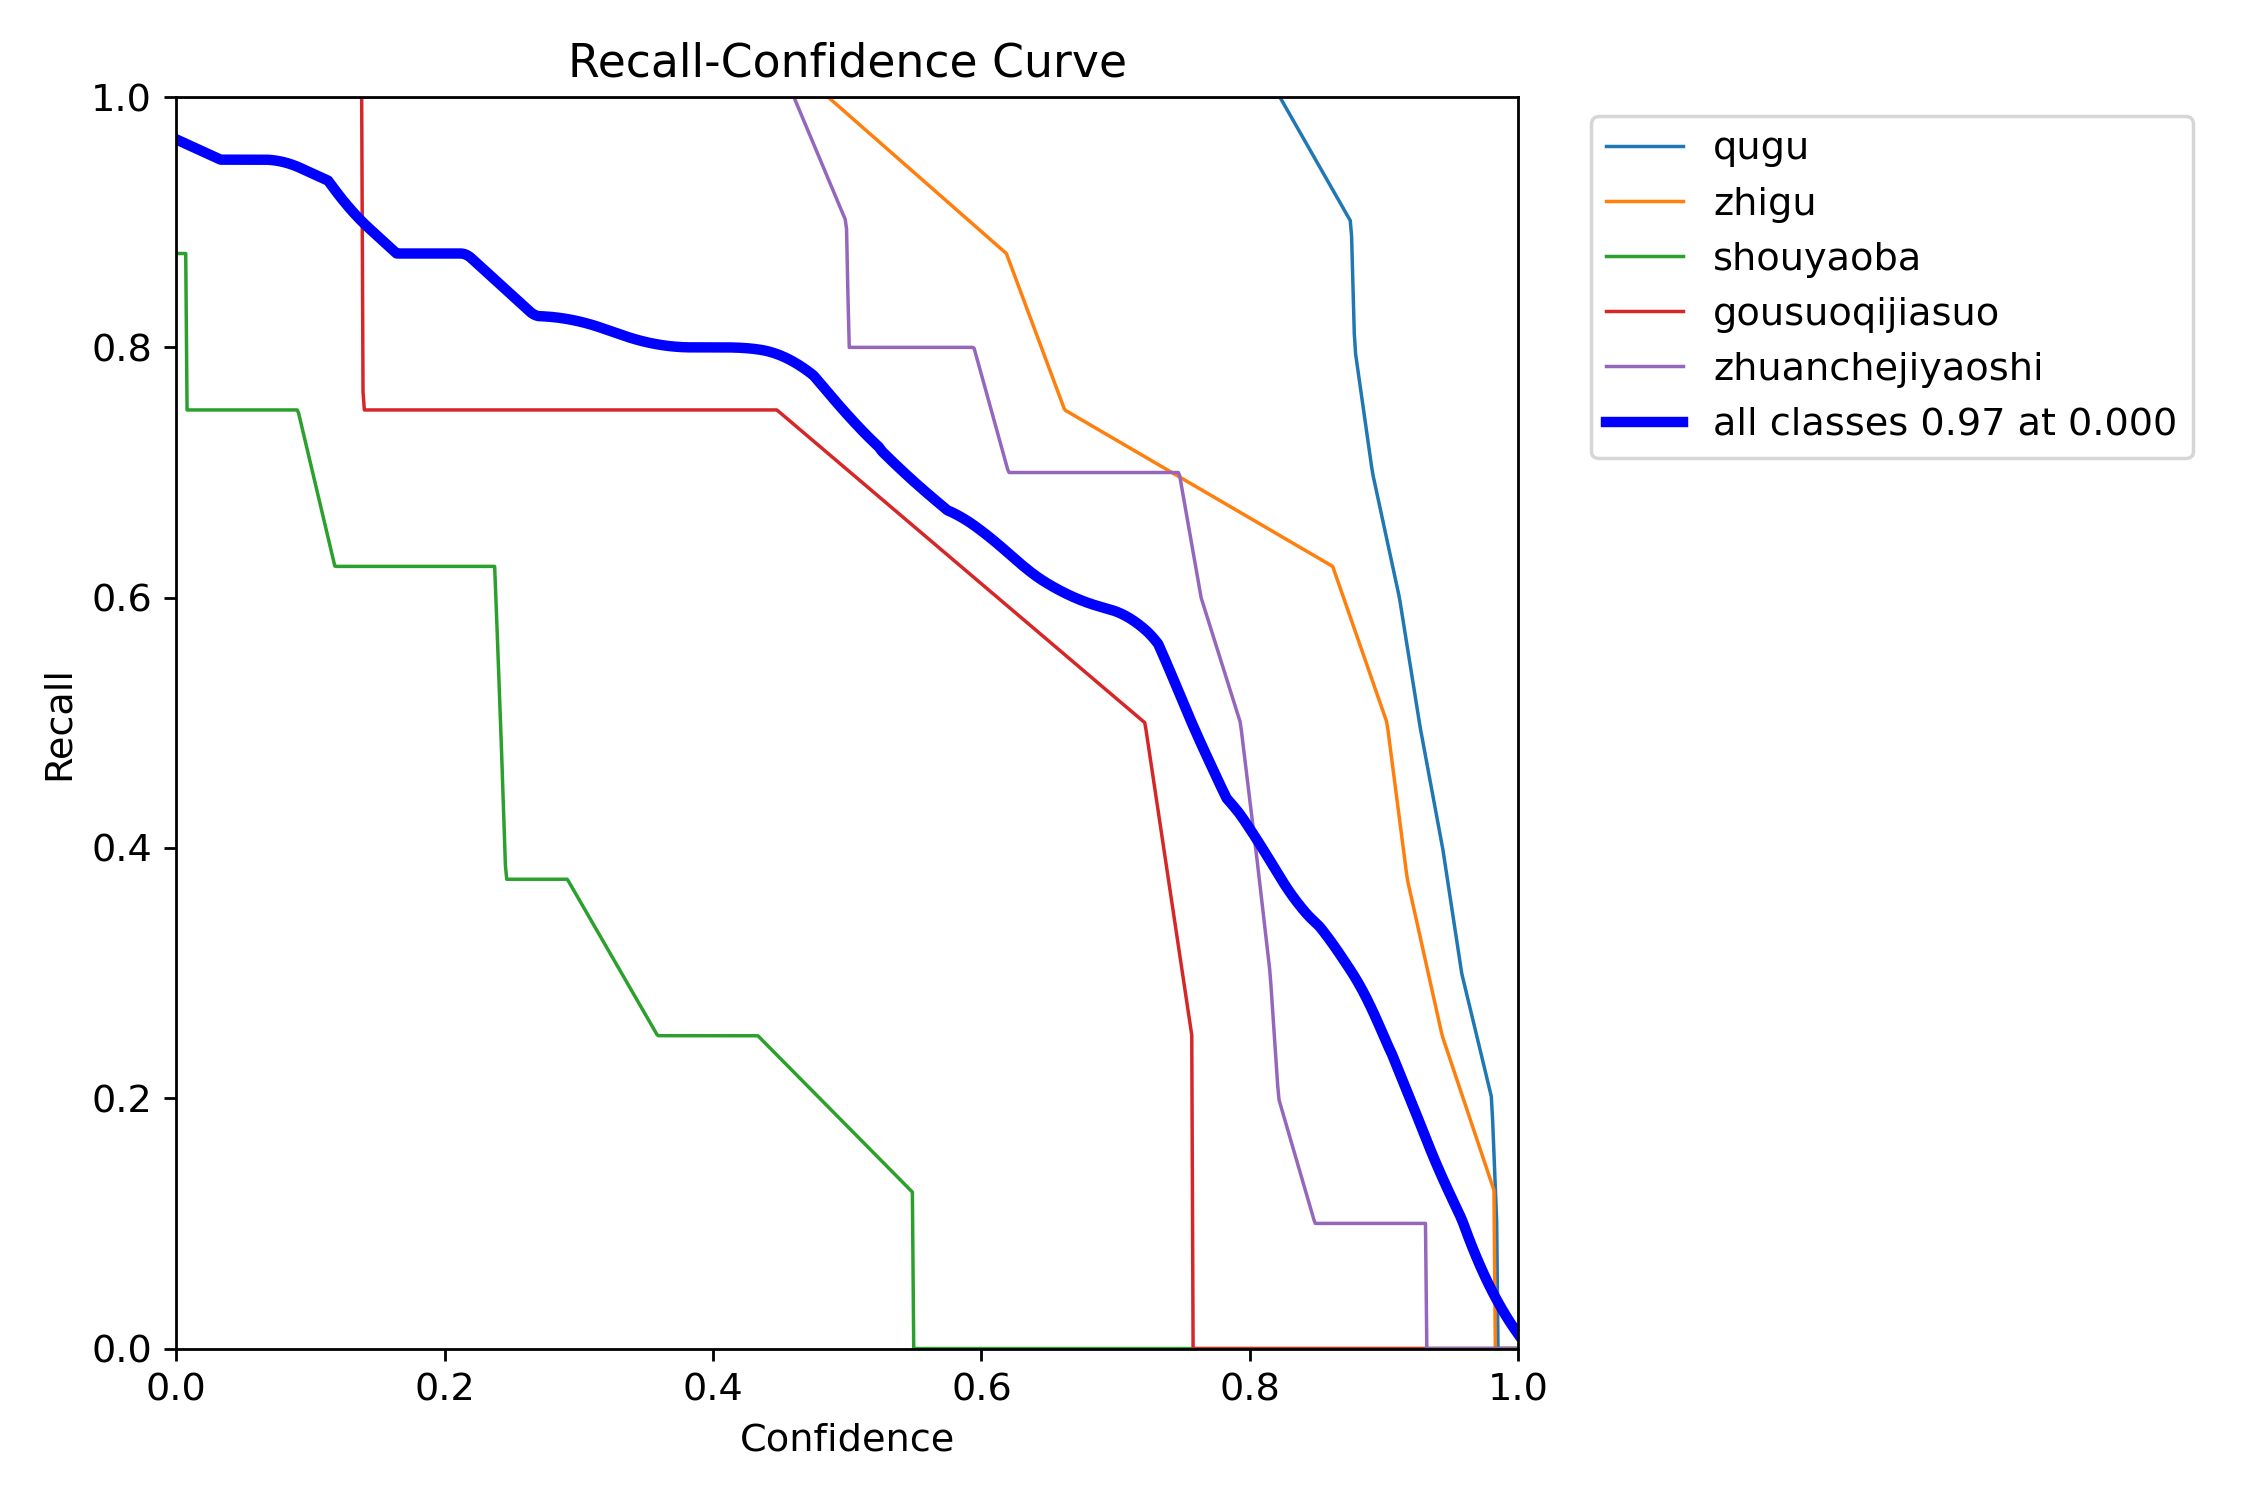 Recall-Confidence Curve
1.0
0.8
0.6
0.4
0.2
0.0
Recall
0.0 0.2 0.4 0.6 0.8 1.0
Confidence
qugu
zhigu
shouyaoba
gousuoqijiasuo
zhuanchejiyaoshi
all classes 0.97 at 0.000